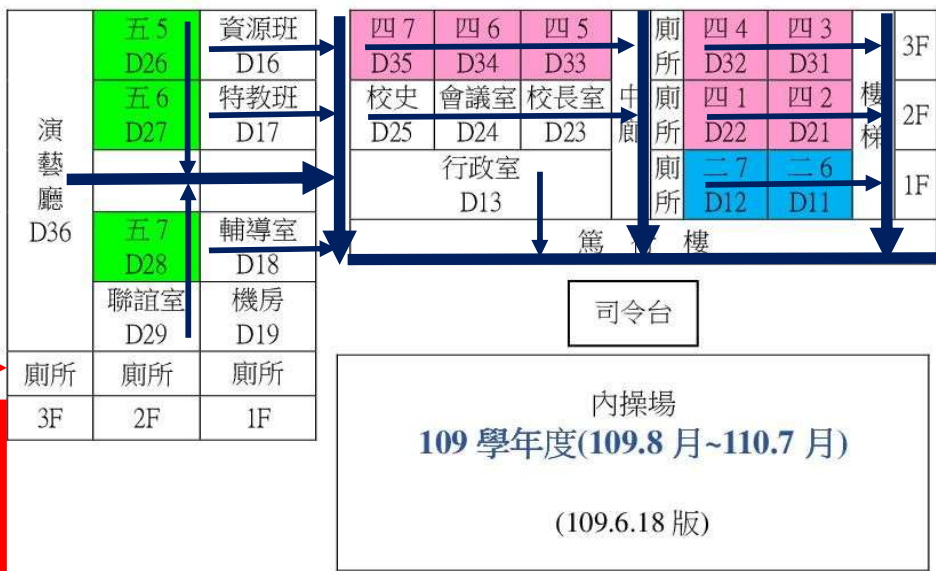 演藝廳
D36
五 5
D26
資源班
D16
五 6
D27
特教班
D17
五 7
D28
輔導室
D18
聯誼室
D29
機房
D19
廁所
廁所
廁所
3F
2F
1F
四 7
D35
四 6
D34
四 5
D33
廁所
四 4
D32
四 3
D31
3F
校史
D25
會議室
D24
校長室
D23
中廊
廁所
四 1
D22
四 2
D21
樓梯
2F
行政室
D13
廁所
二 7
D12
二 6
D11
1F
篤行樓
司令台
內操場
109 學年度(109.8 月~110.7 月)
(109.6.18 版)